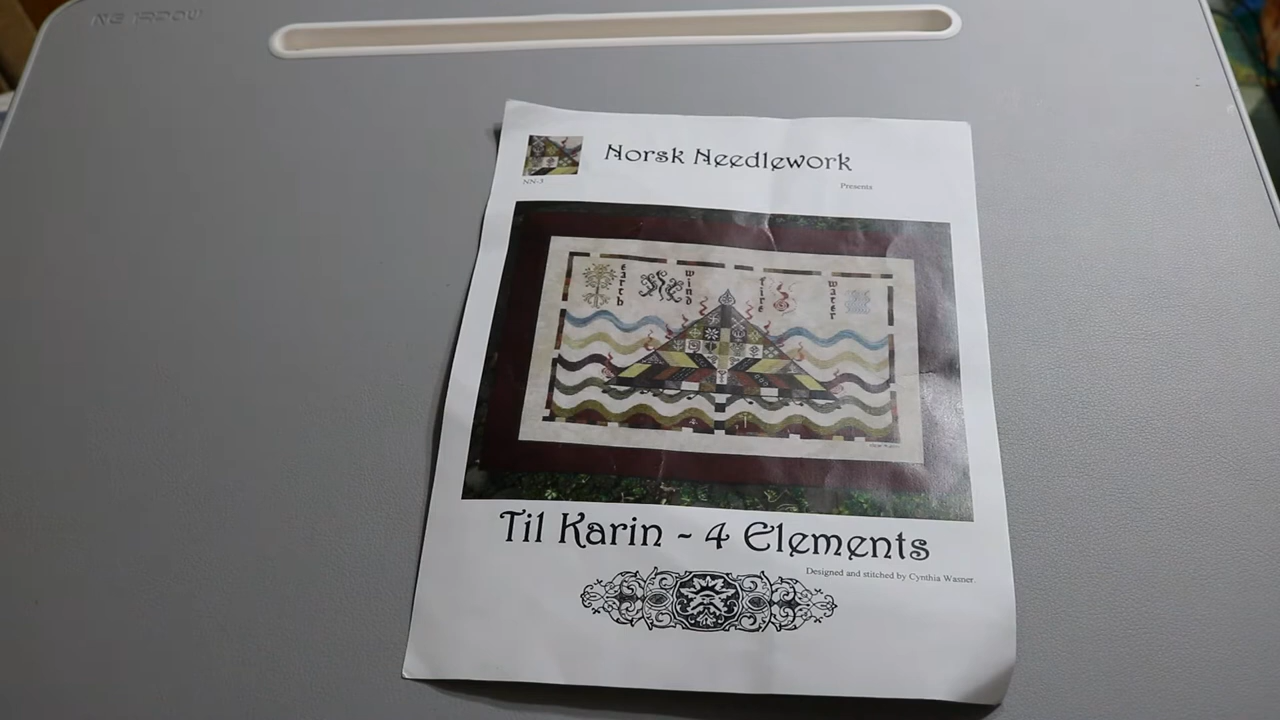 Norsk Needlework
NN-3
Presents
earth
wind
fire
water
Til Karin - 4 Elements
Designed and stitched by Cynthia Wasner